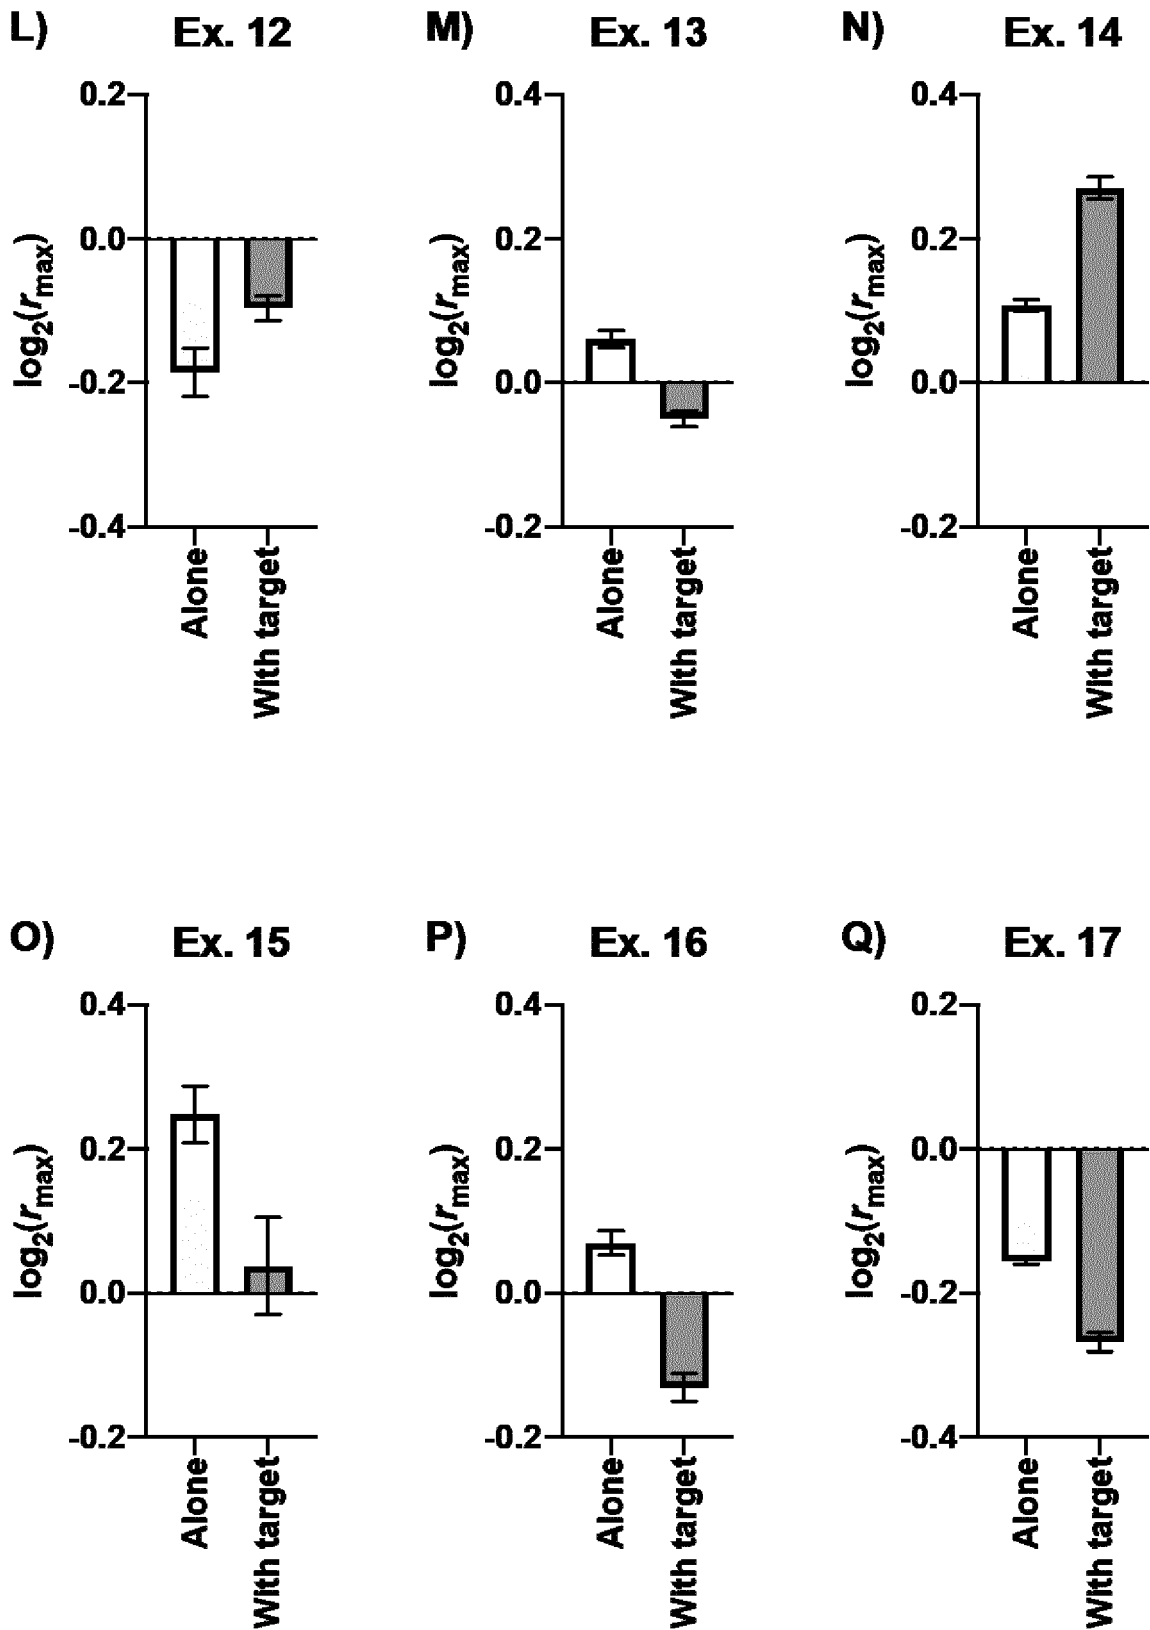 L) Ex. 12
0.2
0.0
-0.2
-0.4
log2(rmax)
Alone
With target
M) Ex. 13
0.4
0.2
0.0
-0.2
log2(rmax)
Alone
With target
N) Ex. 14
0.4
0.2
0.0
-0.2
log2(rmax)
Alone
With target
O) Ex. 15
0.4
0.2
0.0
-0.2
log2(rmax)
Alone
With target
P) Ex. 16
0.4
0.2
0.0
-0.2
log2(rmax)
Alone
With target
Q) Ex. 17
0.2
0.0
-0.2
-0.4
log2(rmax)
Alone
With target